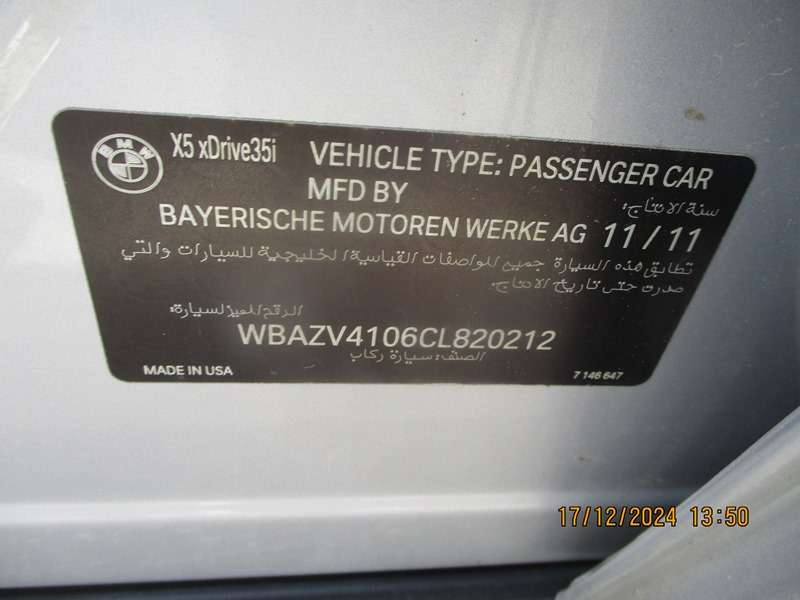 BMW
X5 xDrive35i
VEHICLE TYPE: PASSENGER CAR
MFD BY
سنة الانتاج:
BAYERISCHE MOTOREN WERKE AG 11/11
تطابق هذه السيارة جميع المواصفات القياسية الخليجية للسيارات والتي
صدرت حتى تاريخ الانتاج.
الرقم المميز للسيارة:
WBAZV4106CL820212
الصنف: سيارة ركاب
MADE IN USA
7 146 647
17/12/2024 13:50